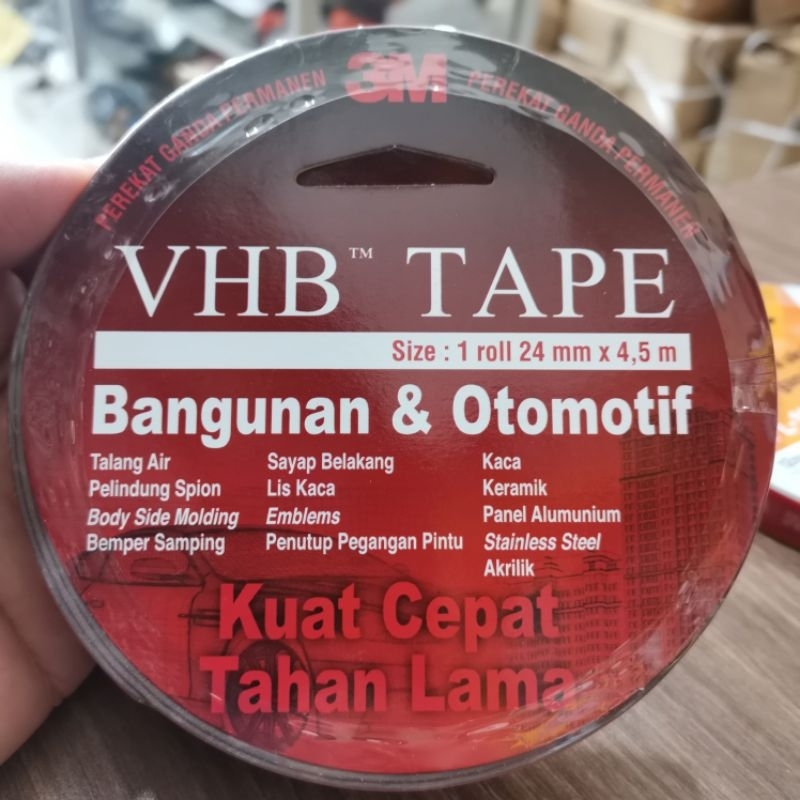 3M
PEREKAT GANDA PERMANEN
PEREKAT GANDA PERMANEN
VHB™ TAPE
Size : 1 roll 24 mm x 4,5 m
Bangunan & Otomotif
Talang Air
Pelindung Spion
Body Side Molding
Bemper Samping
Sayap Belakang
Lis Kaca
Emblems
Penutup Pegangan Pintu
Kaca
Keramik
Panel Alumunium
Stainless Steel
Akrilik
Kuat Cepat
Tahan Lama